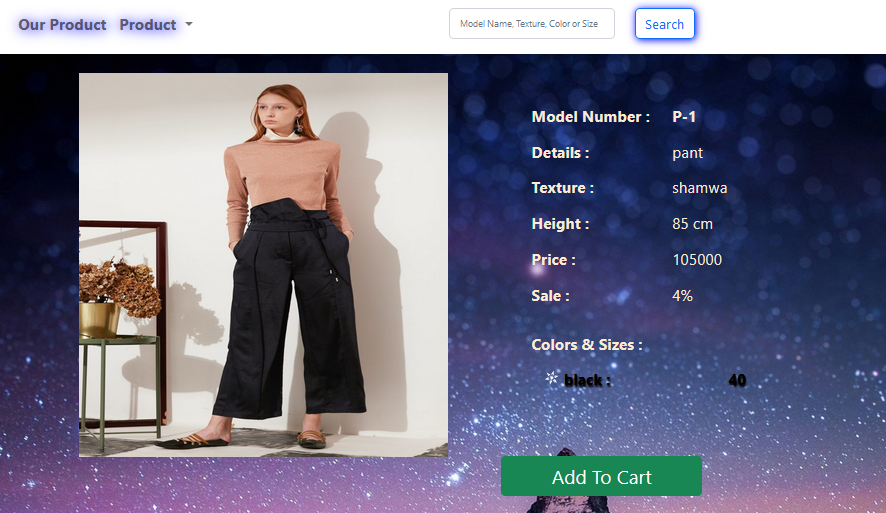 Our Product Product Model Name, Texture, Color or Size Search
Model Number : P-1
Details : pant
Texture : shamwa
Height : 85 cm
Price : 105000
Sale : 4%
Colors & Sizes :
black : 40
Add To Cart